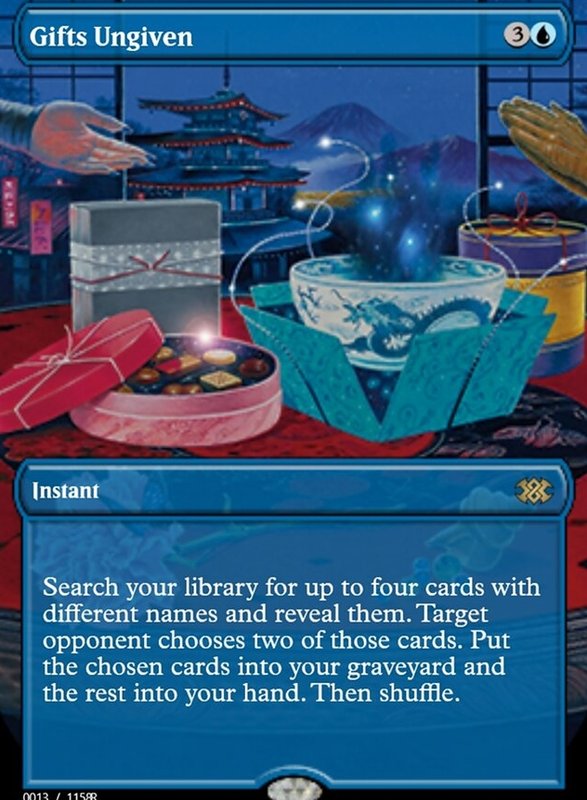 Gifts Ungiven
3
Instant
Search your library for up to four cards with
different names and reveal them. Target
opponent chooses two of those cards. Put
the chosen cards into your graveyard and
the rest into your hand. Then shuffle.
0013 / 1158R